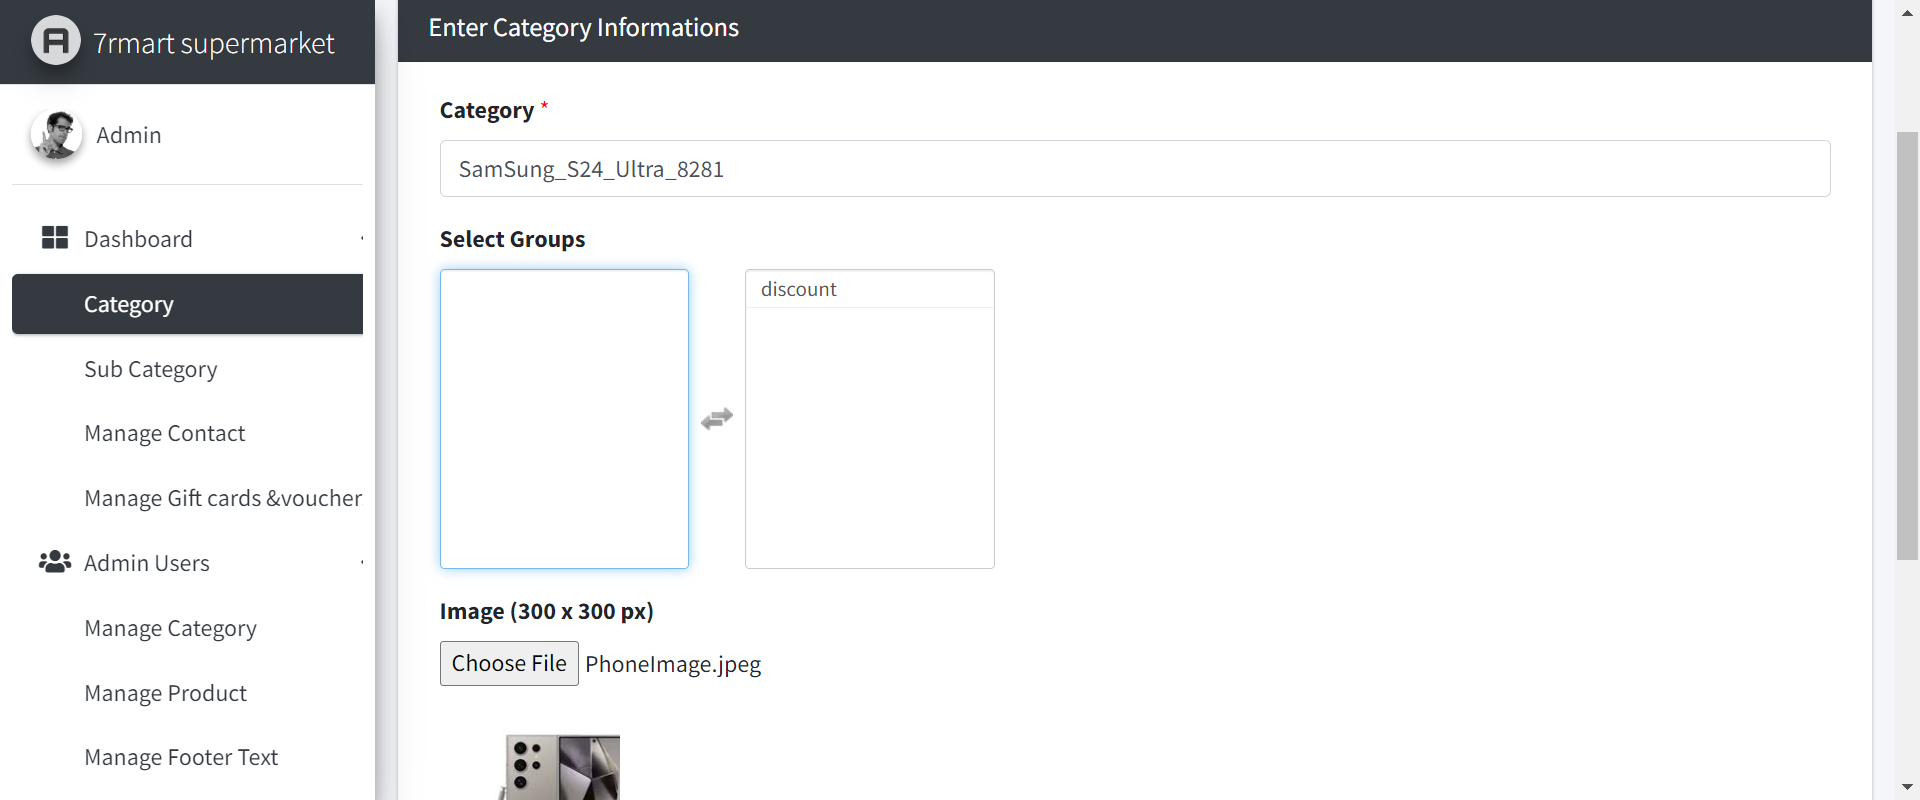 7rmart supermarket
Admin
Dashboard
Category
Sub Category
Manage Contact
Manage Gift cards &voucher
Admin Users
Manage Category
Manage Product
Manage Footer Text
Enter Category Informations
Category *
SamSung_S24_Ultra_8281
Select Groups
discount
Image (300 x 300 px)
Choose File PhoneImage.jpeg